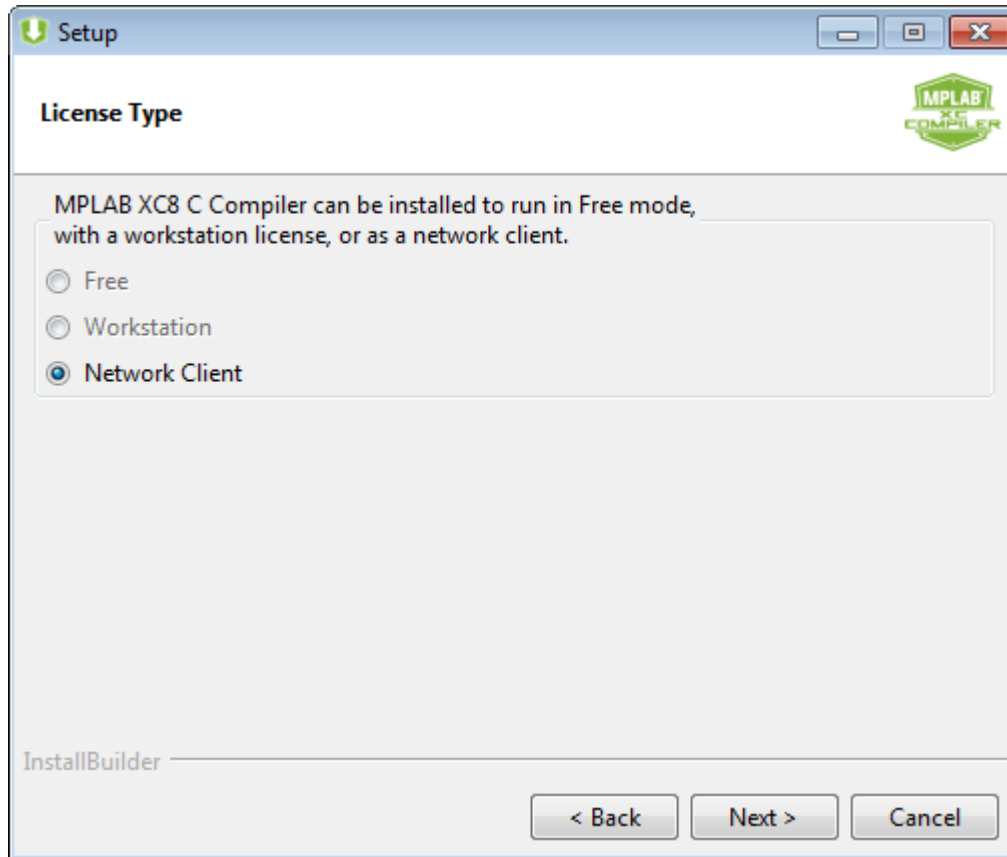 Setup
License Type
MPLAB
XC
COMPILER
MPLAB XC8 C Compiler can be installed to run in Free mode,
with a workstation license, or as a network client.
Free
Workstation
Network Client
InstallBuilder
< Back
Next >
Cancel